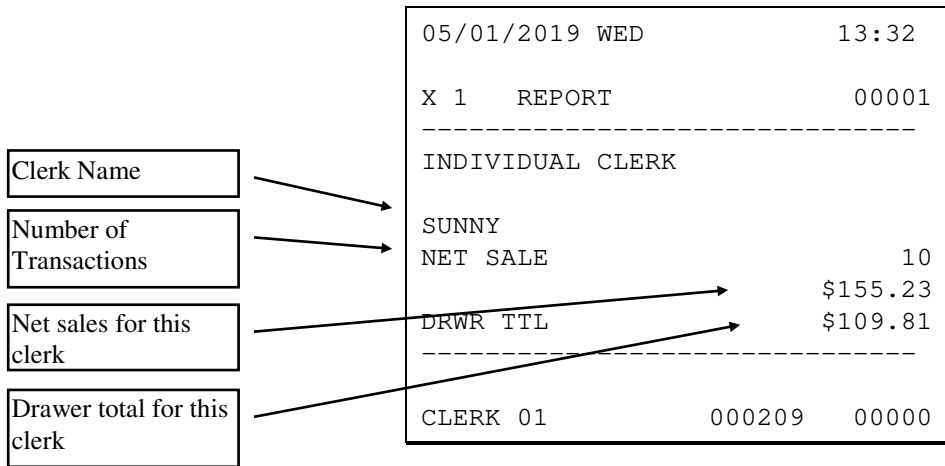 05/01/2019 WED 13:32
X 1 REPORT 00001
--------------------------------
INDIVIDUAL CLERK
SUNNY
NET SALE 10
$155.23
DRWR TTL $109.81
--------------------------------
CLERK 01 000209 00000
Clerk Name
Number of
Transactions
Net sales for this
clerk
Drawer total for this
clerk